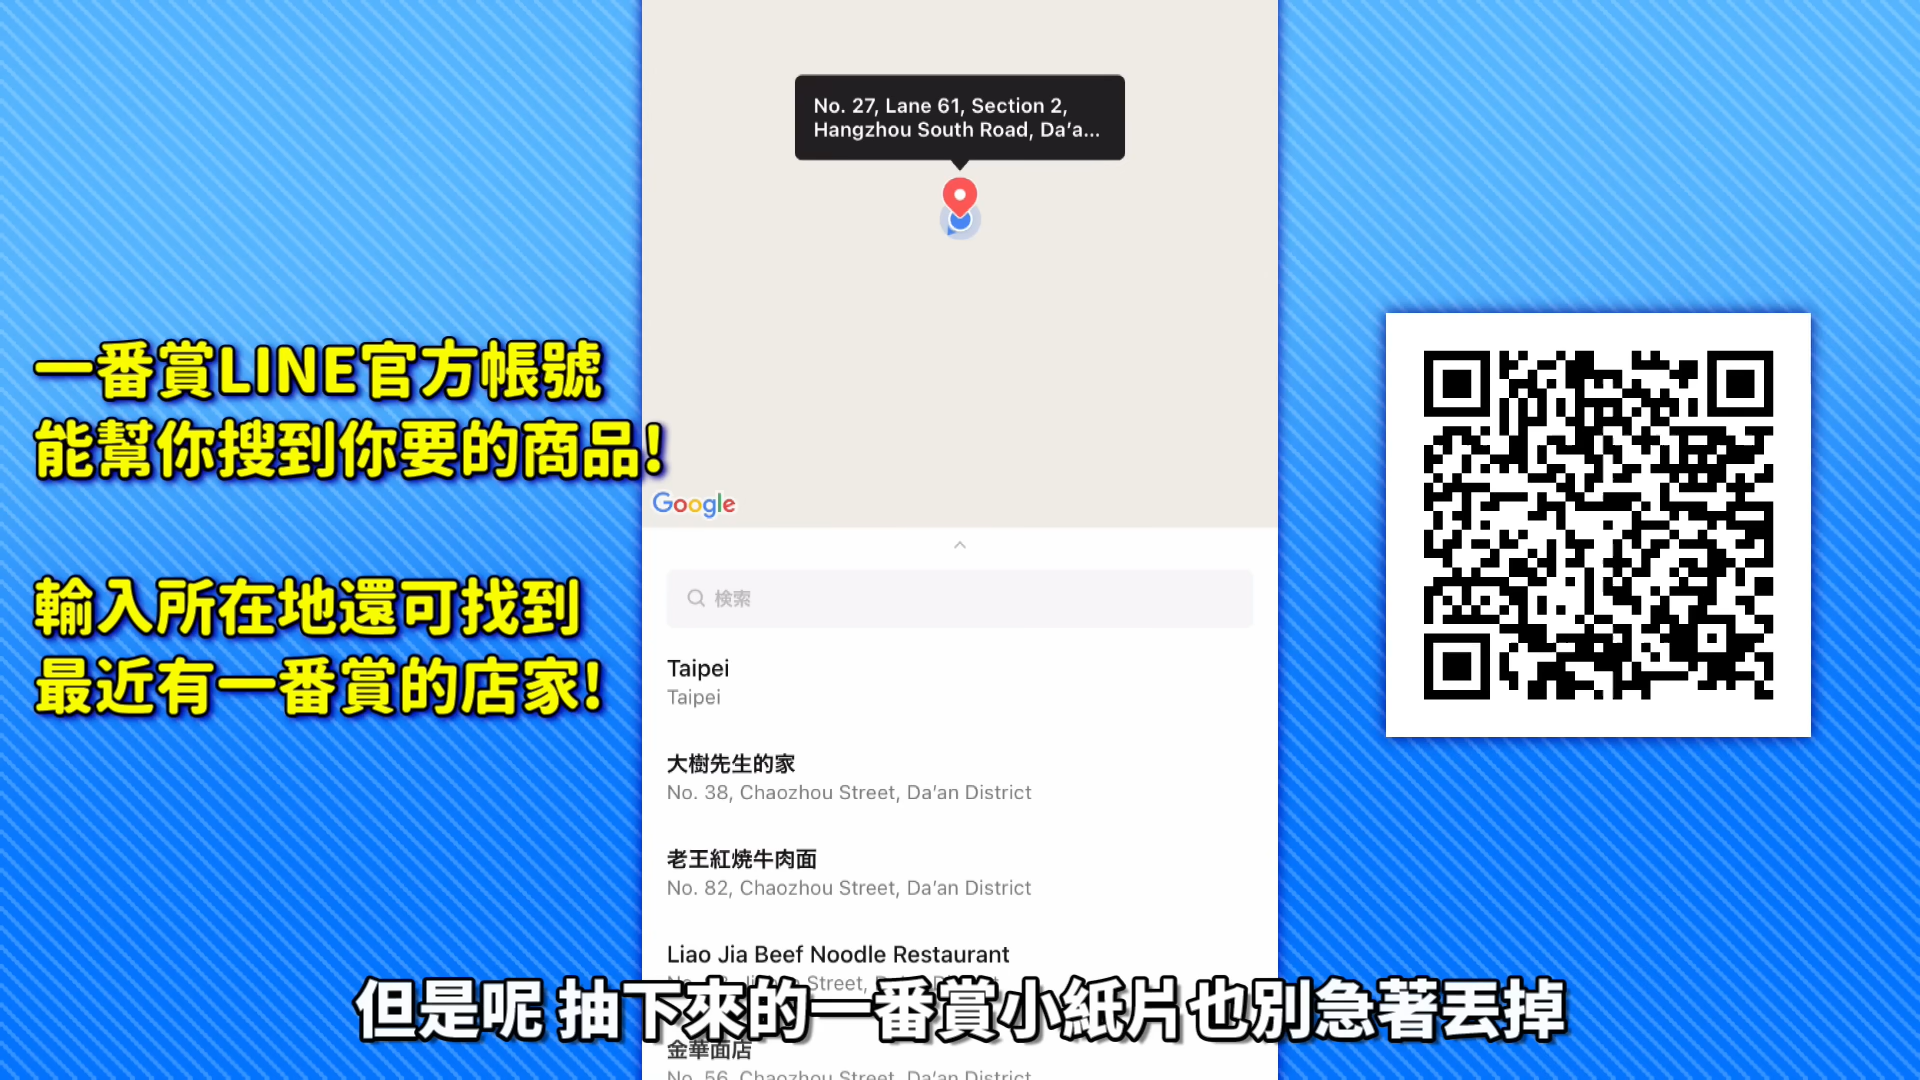 No. 27, Lane 61, Section 2,
Hangzhou South Road, Da'a...
一番賞LINE官方帳號
能幫你搜到你要的商品!
輸入所在地還可找到
最近有一番賞的店家!
Google
検索
Taipei
Taipei
大樹先生的家
No. 38, Chaozhou Street, Da'an District
老王紅燒牛肉面
No. 82, Chaozhou Street, Da'an District
Liao Jia Beef Noodle Restaurant
Street,
但是呢 抽下來的一番賞小紙片也別急著丟掉
金華面店
No. 56, Chaozhou Street, Da'an District